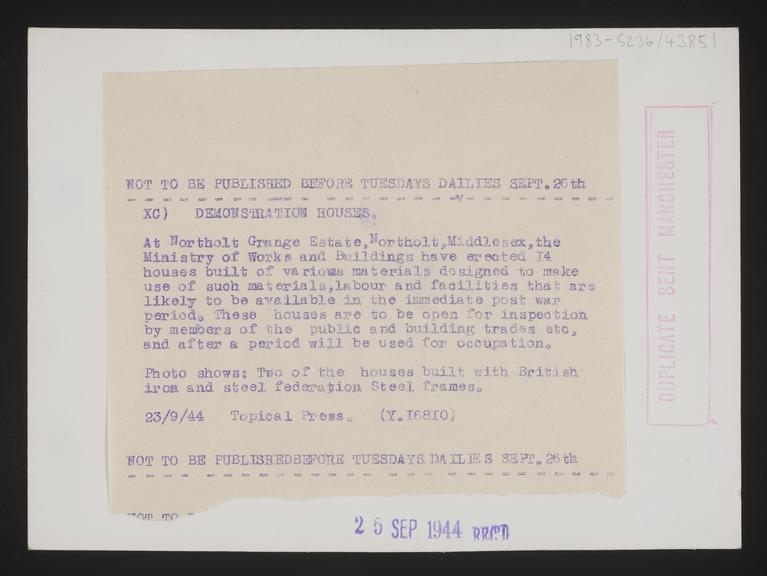 1983-5236/43851
NOT TO BE PUBLISHED BEFORE TUESDAYS DAILIES SEPT. 26th
XC) DEMONSTRATION HOUSES.
At Northolt Grange Estate,Northolt,Middlesex,the
Ministry of Works and Buildings have erected I4
houses built of various materials designed to make
use of such materials,labour and facilities that are
likely to be available in the immediate post war
period. These houses are to be open for inspection
by members of the public and building trades etc,
and after a period will be used for occupation.
Photo shows: Two of the houses built with British
iron and steel federation Steel frames.
23/9/44 Topical Press. (Y.I68I0)
NOT TO BE PUBLISHEDBEFORE TUESDAYS DAILIES SEPT. 26th
NOT TO
25 SEP 1944 REC'D
DUPLICATE SENT MANCHESTER